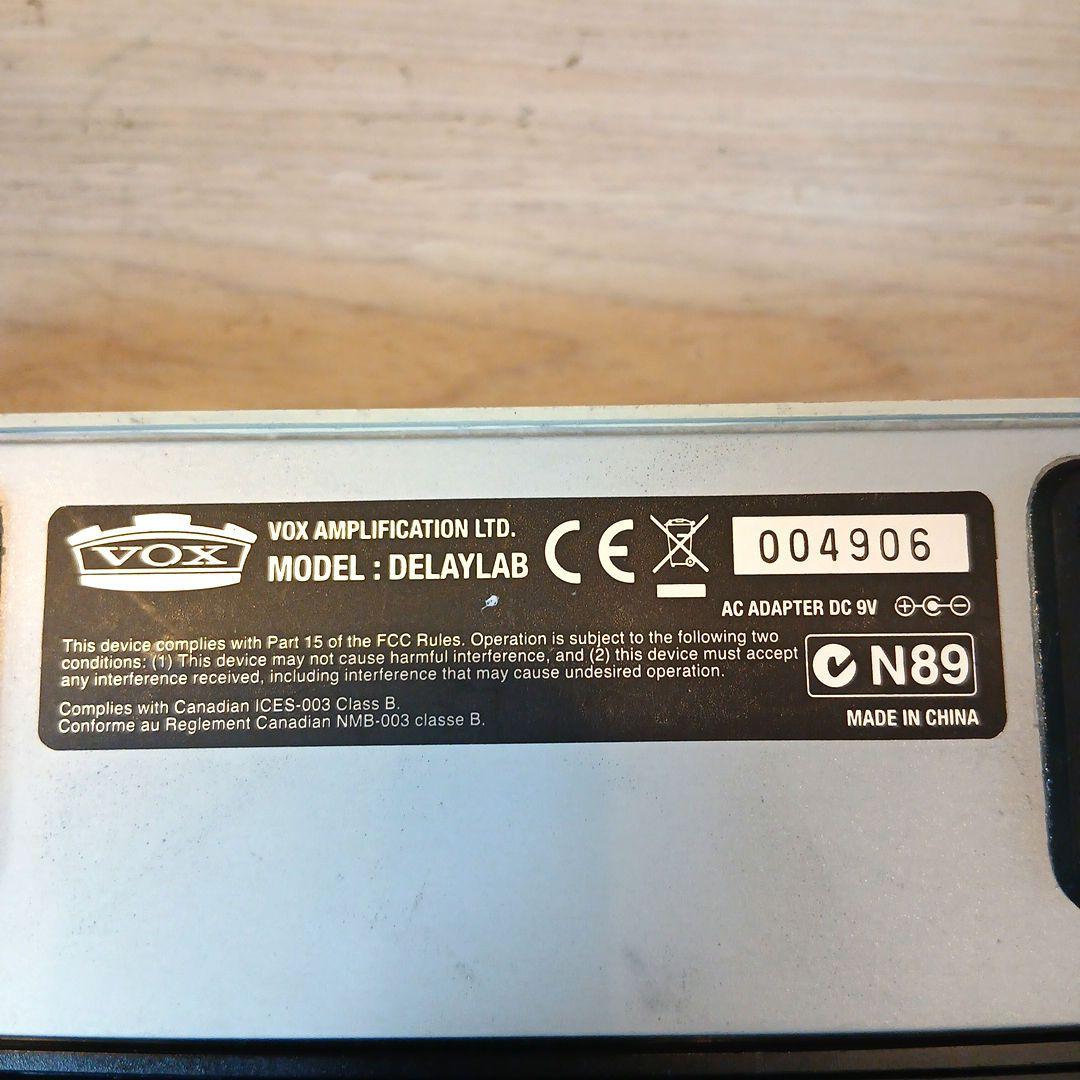 VOX
VOX AMPLIFICATION LTD.
MODEL : DELAYLAB
CE
004906
AC ADAPTER DC 9V
This device complies with Part 15 of the FCC Rules. Operation is subject to the following two
conditions: (1) This device may not cause harmful interference, and (2) this device must accept
any interference received, including interference that may cause undesired operation.
N89
Complies with Canadian ICES-003 Class B.
Conforme au Reglement Canadian NMB-003 classe B.
MADE IN CHINA